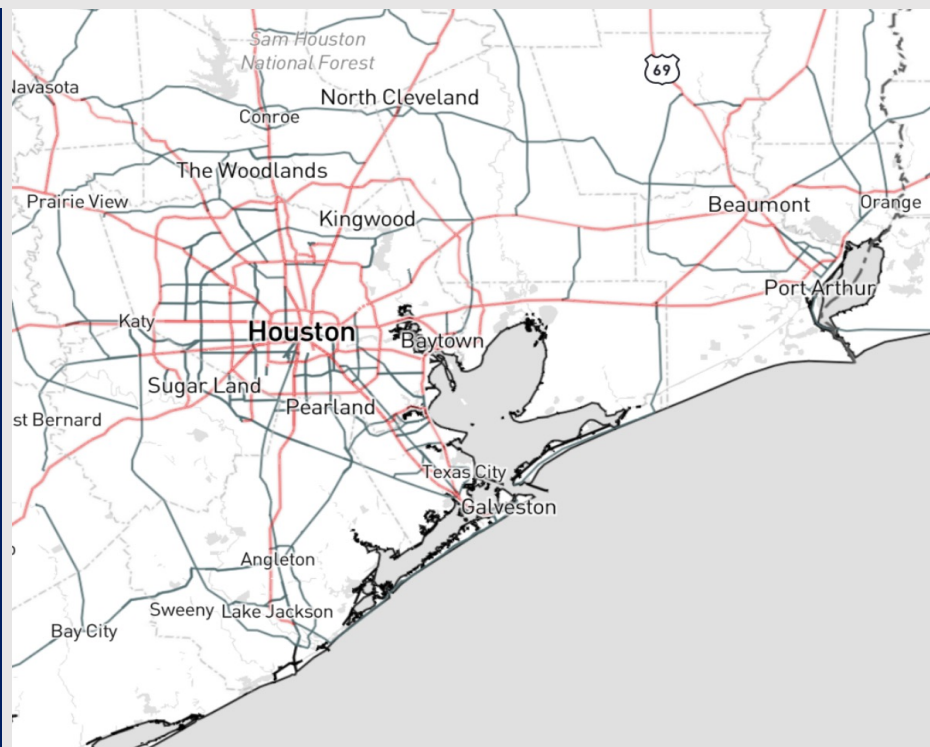 Sam Houston
National Forest
69
Navasota
North Cleveland
Conroe
The Woodlands
Prairie View
Beaumont
Orange
Kingwood
Port Arthur
Katy
Houston
Baytown
Sugar Land
Pearland
st Bernard
Texas City
Galveston
Angleton
Sweeny
Lake Jackson
Bay City